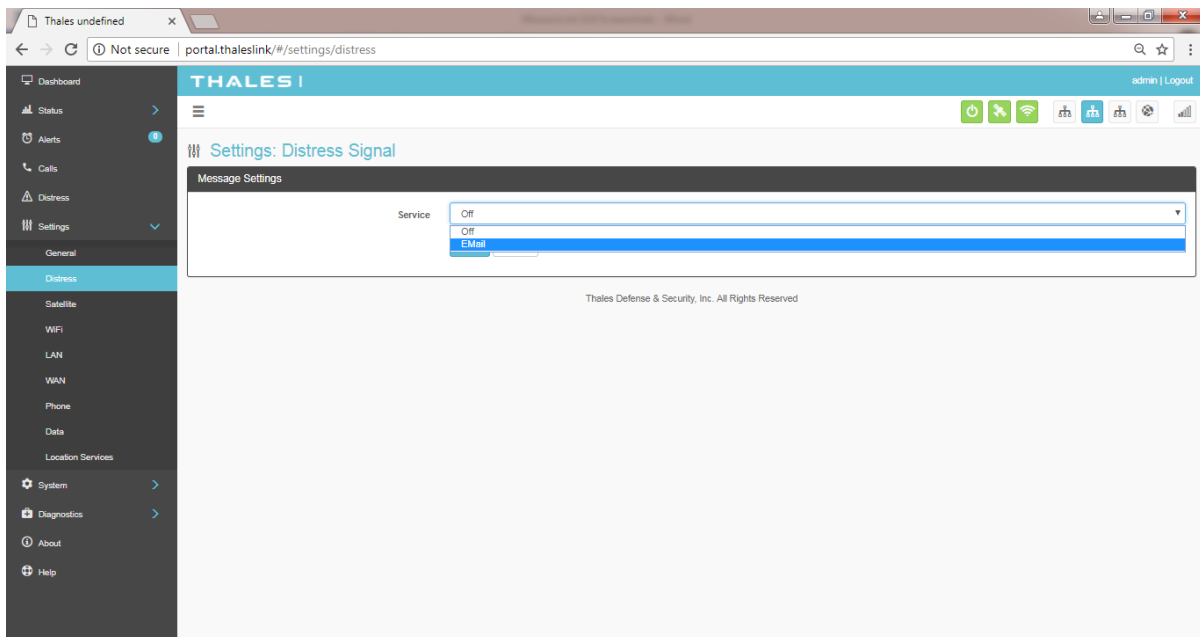 Thales undefined
Not secure | portal.thaleslink/#/settings/distress
Dashboard
THALES
admin | Logout
Status
Alerts
0
Calls
Settings: Distress Signal
Message Settings
Distress
Service
Off
Settings
Off
EMail
General
Distress
Satellite
Thales Defense & Security, Inc. All Rights Reserved
WiFi
LAN
WAN
Phone
Data
Location Services
System
Diagnostics
About
Help